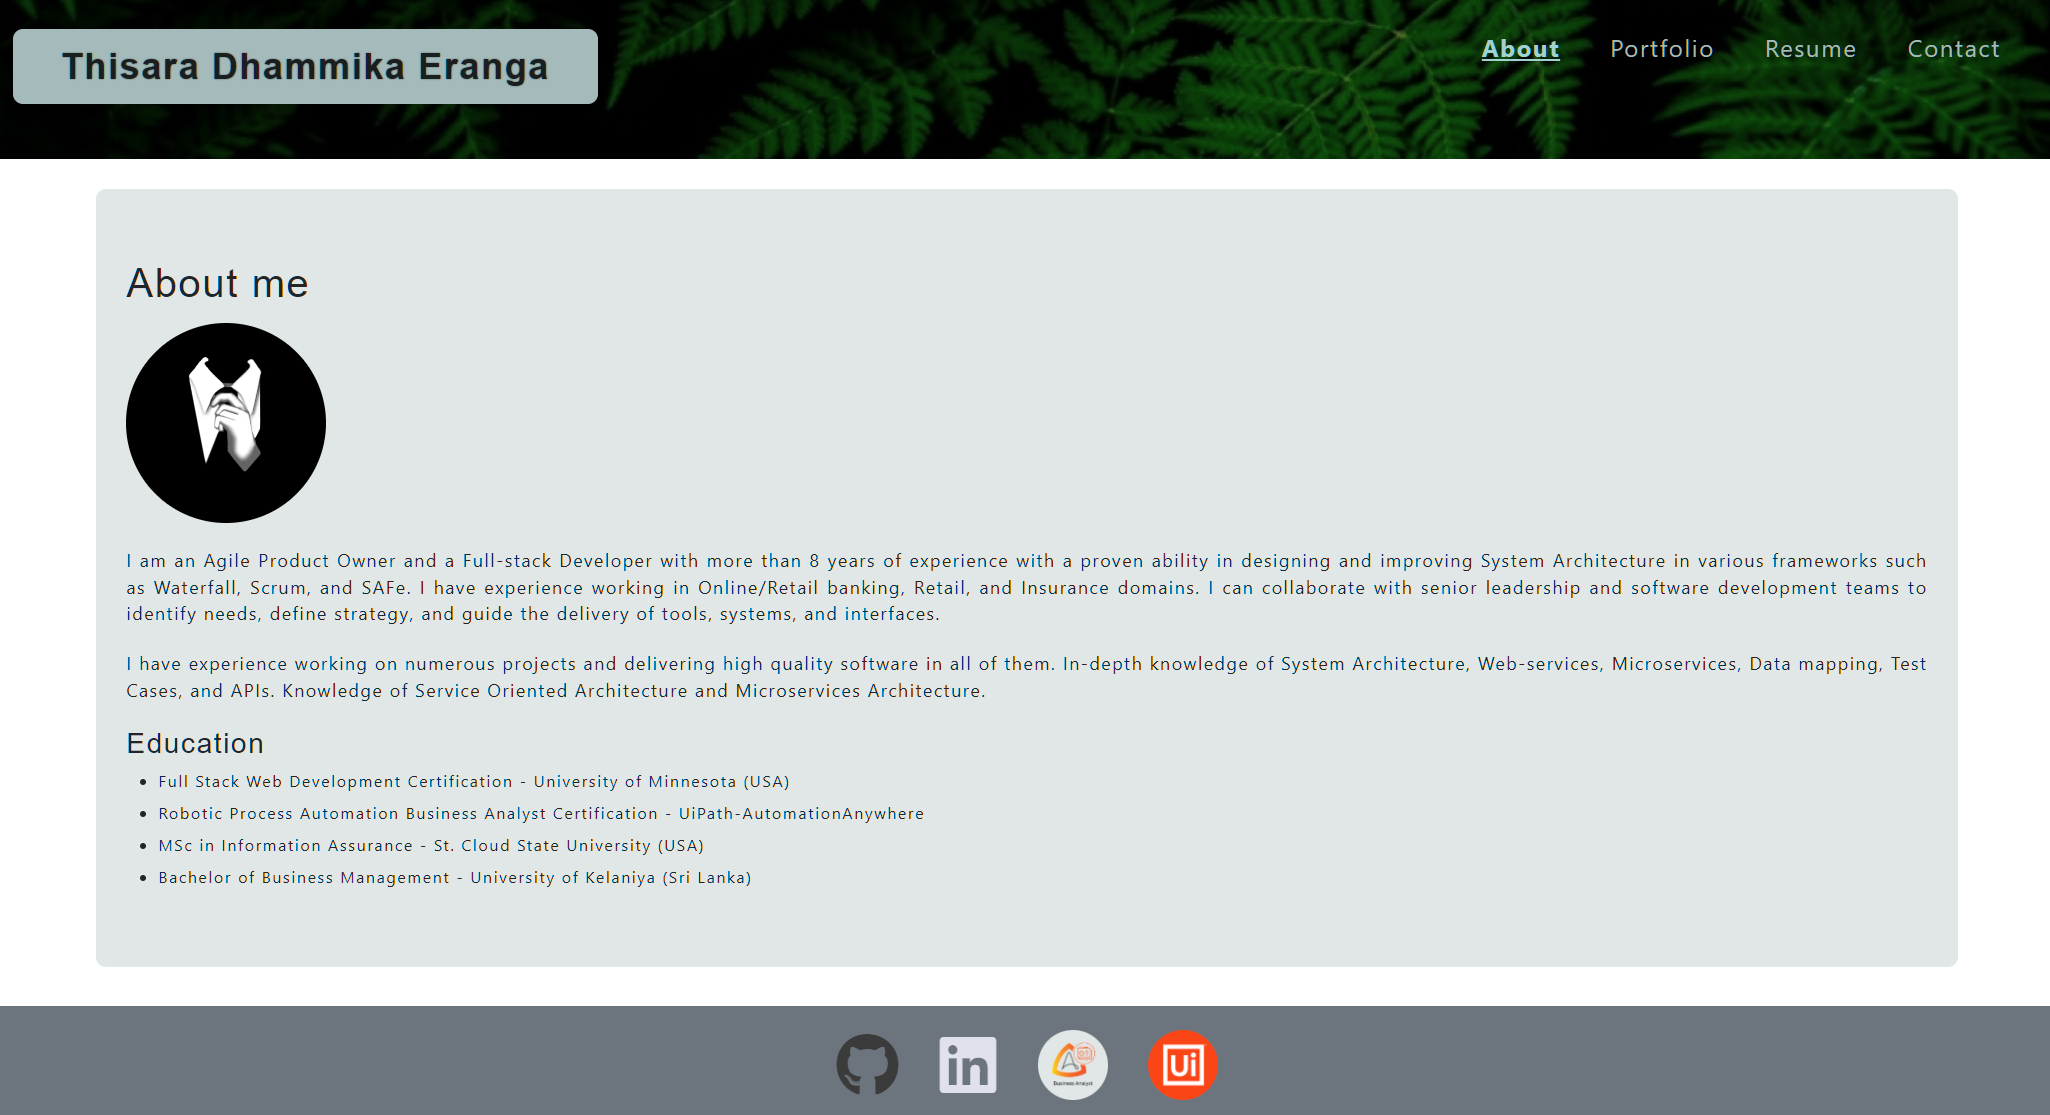 Thisara Dhammika Eranga
About
Portfolio
Resume
Contact
About me
I am an Agile Product Owner and a Full-stack Developer with more than 8 years of experience with a proven ability in designing and improving System Architecture in various frameworks such
as Waterfall, Scrum, and SAFe. I have experience working in Online/Retail banking, Retail, and Insurance domains. I can collaborate with senior leadership and software development teams to
identify needs, define strategy, and guide the delivery of tools, systems, and interfaces.
I have experience working on numerous projects and delivering high quality software in all of them. In-depth knowledge of System Architecture, Web-services, Microservices, Data mapping, Test
Cases, and APIs. Knowledge of Service Oriented Architecture and Microservices Architecture.
Education
Full Stack Web Development Certification - University of Minnesota (USA)
Robotic Process Automation Business Analyst Certification - UiPath-AutomationAnywhere
MSc in Information Assurance - St. Cloud State University (USA)
Bachelor of Business Management - University of Kelaniya (Sri Lanka)
in
Business Analyst
Ui